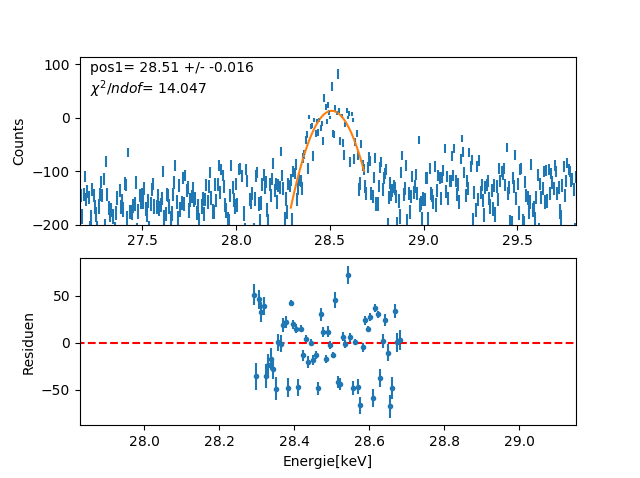 pos1= 28.51 +/- -0.016
χ²/ndof= 14.047
Counts
100
0
−100
−200
27.5 28.0 28.5 29.0 29.5
Residuen
50
0
−50
28.0 28.2 28.4 28.6 28.8 29.0
Energie[keV]